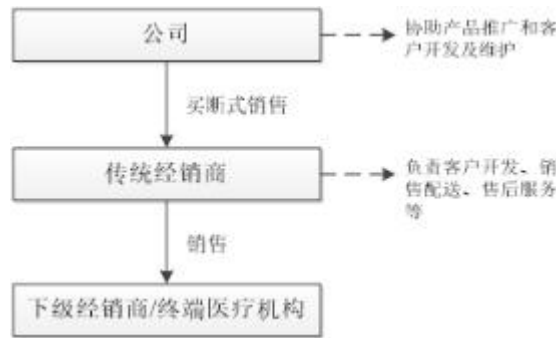 公司
协助产品推广和客
户开发及维护
买断式销售
传统经销商
负责客户开发、销
售配送、售后服务
等
销售
下级经销商/终端医疗机构